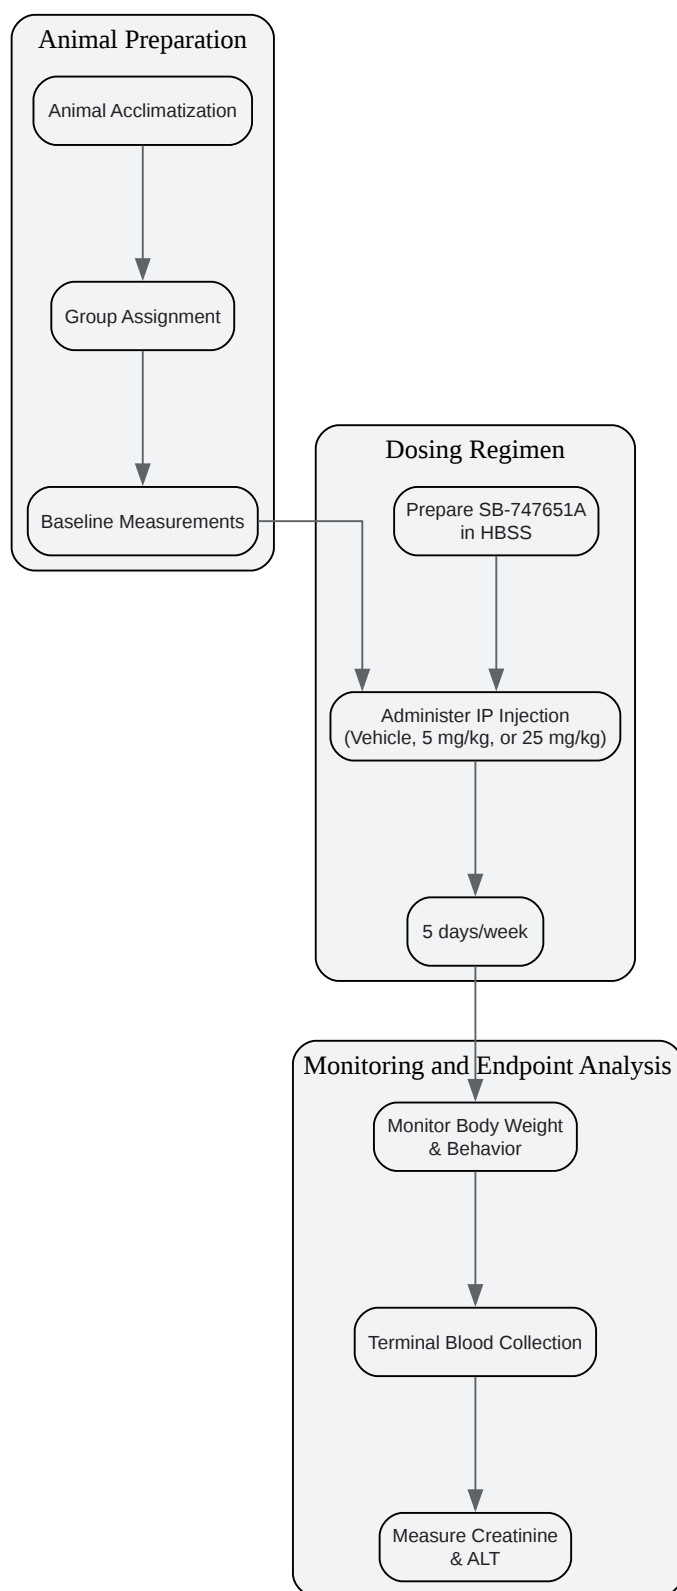 Animal Preparation
Animal Acclimatization
Group Assignment
Baseline Measurements
Dosing Regimen
Prepare SB-747651A
in HBSS
Administer IP Injection
(Vehicle, 5 mg/kg, or 25 mg/kg)
5 days/week
Monitoring and Endpoint Analysis
Monitor Body Weight
& Behavior
Terminal Blood Collection
Measure Creatinine
& ALT